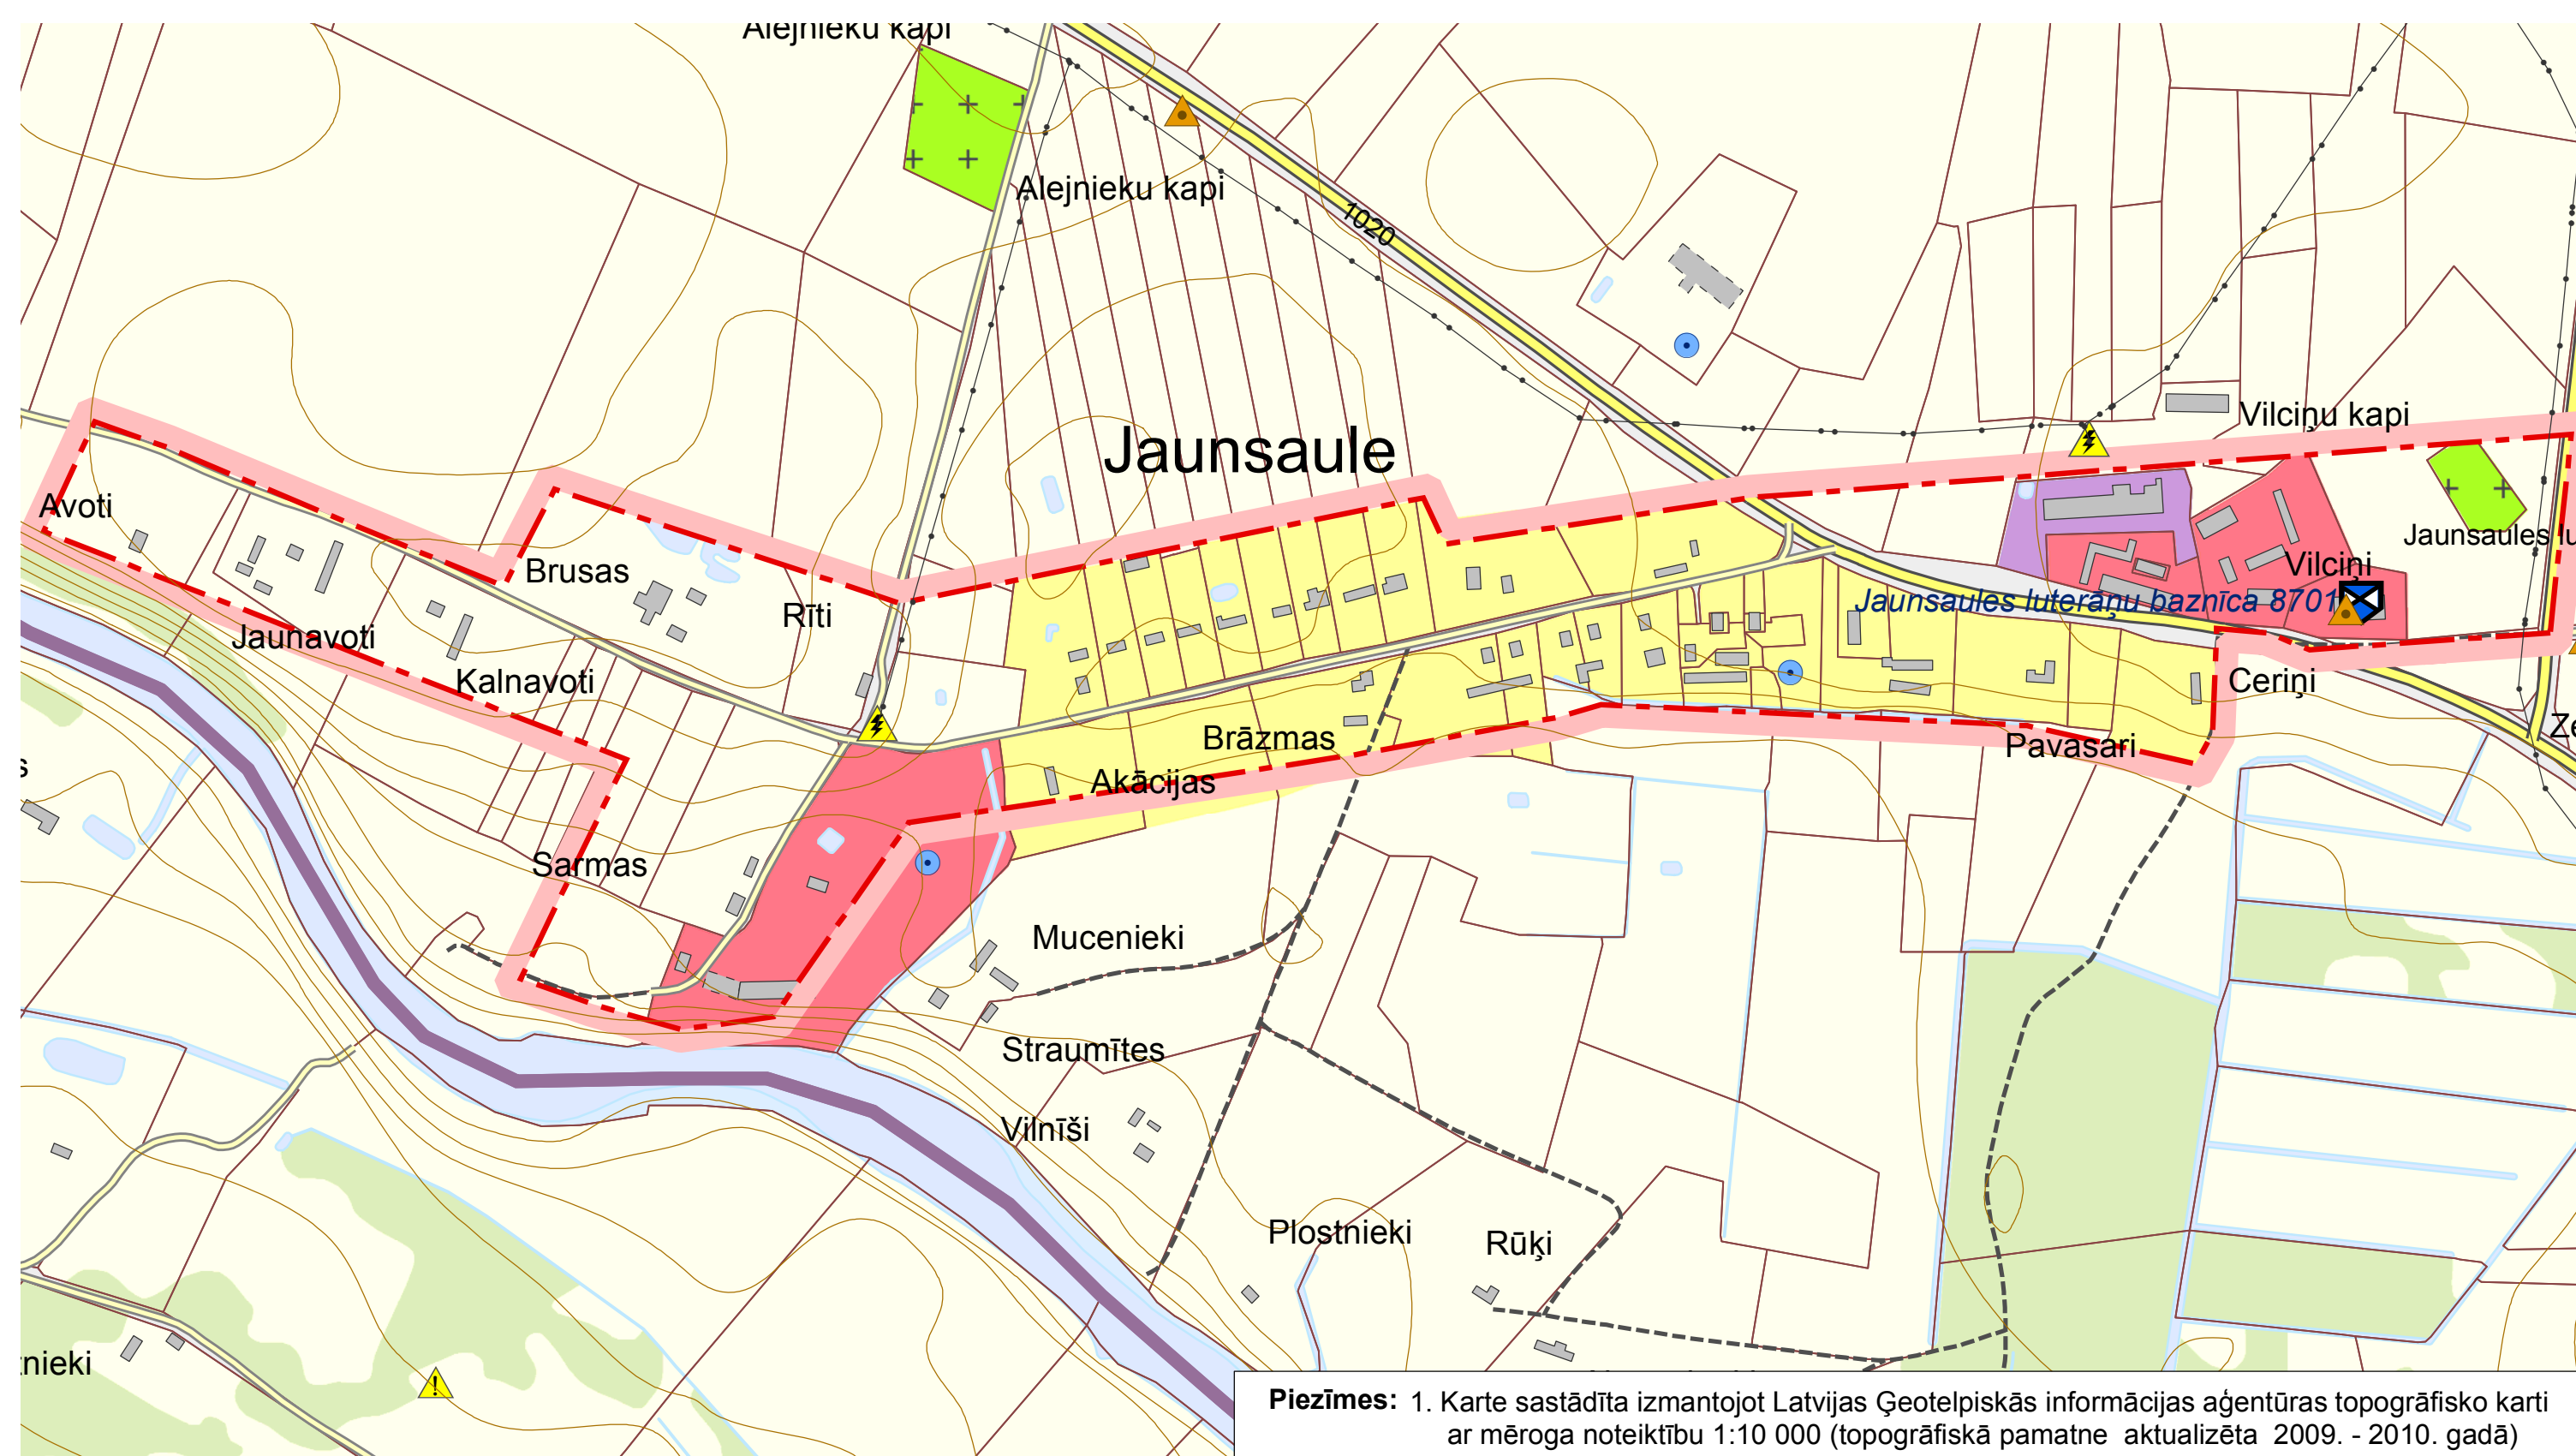 Alejnieku kapi
Alejnieku kapi
1020
Jaunsaule
Vilciņu kapi
Avoti
Brusas
Rīti
Jaunavoti
Kalnavoti
Jaunsaules lu
Vilciņi
Jaunsaules luterāņu baznīca 8701
Ceriņi
Brāzmas
Pavasari
Akācijas
Sarmas
Mucenieki
Straumītes
Vilnīši
Plostnieki
Rūķi
nieki
Piezīmes: 1. Karte sastādīta izmantojot Latvijas Ģeotelpiskās informācijas aģentūras topogrāfisko karti
ar mēroga noteiktību 1:10 000 (topogrāfiskā pamatne aktualizēta 2009. - 2010. gadā)